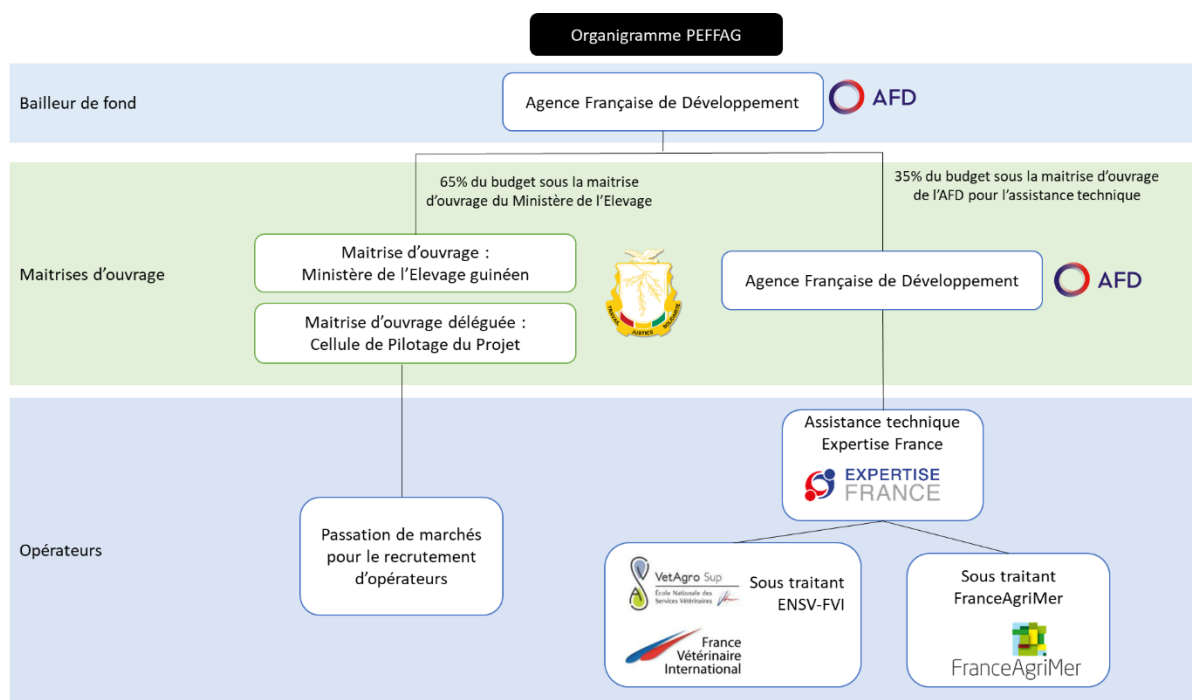 Organigramme PEFFAG
Bailleur de fond
Agence Française de Développement
AFD
65% du budget sous la maitrise
d'ouvrage du Ministère de l'Elevage
35% du budget sous la maitrise d'ouvrage
de l'AFD pour l'assistance technique
Maitrises d'ouvrage
Maitrise d'ouvrage :
Ministère de l'Elevage guinéen
Maitrise d'ouvrage déléguée :
Cellule de Pilotage du Projet
TRAVAIL
JUSTICE
SOLIDARITE
Agence Française de Développement
AFD
Opérateurs
Assistance technique
Expertise France
EXPERTISE
FRANCE
Passation de marchés
pour le recrutement
d'opérateurs
VetAgro Sup
École Nationale des
Services Vétérinaires
Sous traitant
ENSV-FVI
France
Vétérinaire
International
Sous traitant
FranceAgriMer
FranceAgriMer